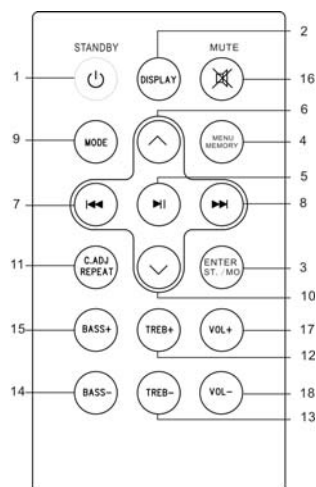 STANDBY MUTE
2
1 DISPLAY 16
6
9 MODE MENU MEMORY 4
5
7 8
11 C.ADJ REPEAT ENTER ST./MO 3
10
15 BASS+ TREB+ VOL+ 17
12
14 BASS- TREB- VOL- 18
13